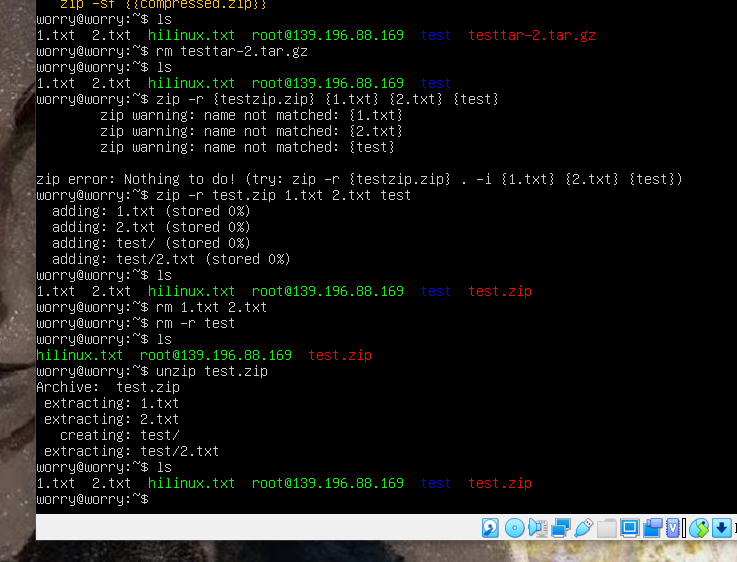 zip -sf {{compressed.zip}}
worry@worry:~$ ls
1.txt  2.txt  hilinux.txt  root@139.196.88.169  test  testtar-2.tar.gz
worry@worry:~$ rm testtar-2.tar.gz
worry@worry:~$ ls
1.txt  2.txt  hilinux.txt  root@139.196.88.169  test
worry@worry:~$ zip -r {testzip.zip} {1.txt} {2.txt} {test}
        zip warning: name not matched: {1.txt}
        zip warning: name not matched: {2.txt}
        zip warning: name not matched: {test}
zip error: Nothing to do! (try: zip -r {testzip.zip} . -i {1.txt} {2.txt} {test})
worry@worry:~$ zip -r test.zip 1.txt 2.txt test
  adding: 1.txt (stored 0%)
  adding: 2.txt (stored 0%)
  adding: test/ (stored 0%)
  adding: test/2.txt (stored 0%)
worry@worry:~$ ls
1.txt  2.txt  hilinux.txt  root@139.196.88.169  test  test.zip
worry@worry:~$ rm 1.txt 2.txt
worry@worry:~$ rm -r test
worry@worry:~$ ls
hilinux.txt  root@139.196.88.169  test.zip
worry@worry:~$ unzip test.zip
Archive:  test.zip
 extracting: 1.txt
 extracting: 2.txt
   creating: test/
 extracting: test/2.txt
worry@worry:~$ ls
1.txt  2.txt  hilinux.txt  root@139.196.88.169  test  test.zip
worry@worry:~$